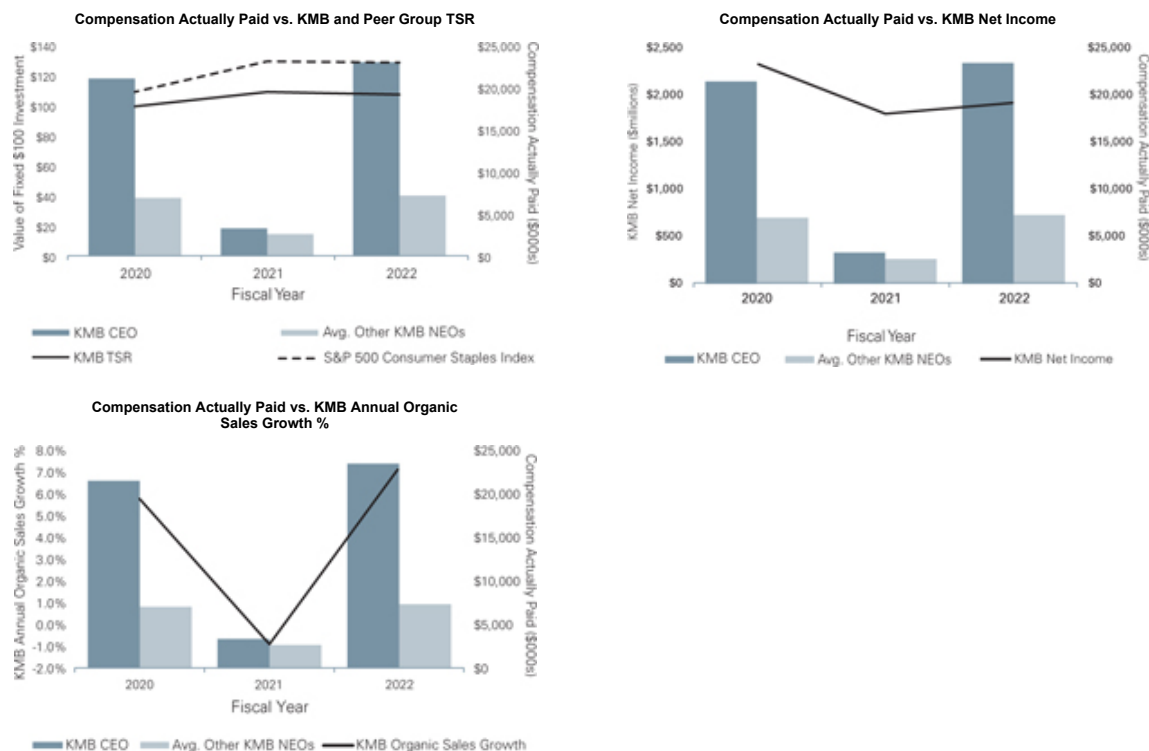 Compensation Actually Paid vs. KMB and Peer Group TSR
Value of Fixed $100 Investment
$140
$120
$100
$80
$60
$40
$20
$0
$25,000
$20,000
$15,000
$10,000
$5,000
$0
Compensation Actually Paid ($000s)
2020
2021
2022
Fiscal Year
KMB CEO
Avg. Other KMB NEOs
KMB TSR
S&P 500 Consumer Staples Index
Compensation Actually Paid vs. KMB Net Income
KMB Net Income ($millions)
$2,500
$2,000
$1,500
$1,000
$500
$0
$25,000
$20,000
$15,000
$10,000
$5,000
$0
Compensation Actually Paid ($000s)
2020
2021
2022
Fiscal Year
KMB CEO
Avg. Other KMB NEOs
KMB Net Income
Compensation Actually Paid vs. KMB Annual Organic
Sales Growth %
KMB Annual Organic Sales Growth %
8.0%
7.0%
6.0%
5.0%
4.0%
3.0%
2.0%
1.0%
0.0%
-1.0%
-2.0%
$25,000
$20,000
$15,000
$10,000
$5,000
$0
Compensation Actually Paid ($000s)
2020
2021
2022
Fiscal Year
KMB CEO
Avg. Other KMB NEOs
KMB Organic Sales Growth